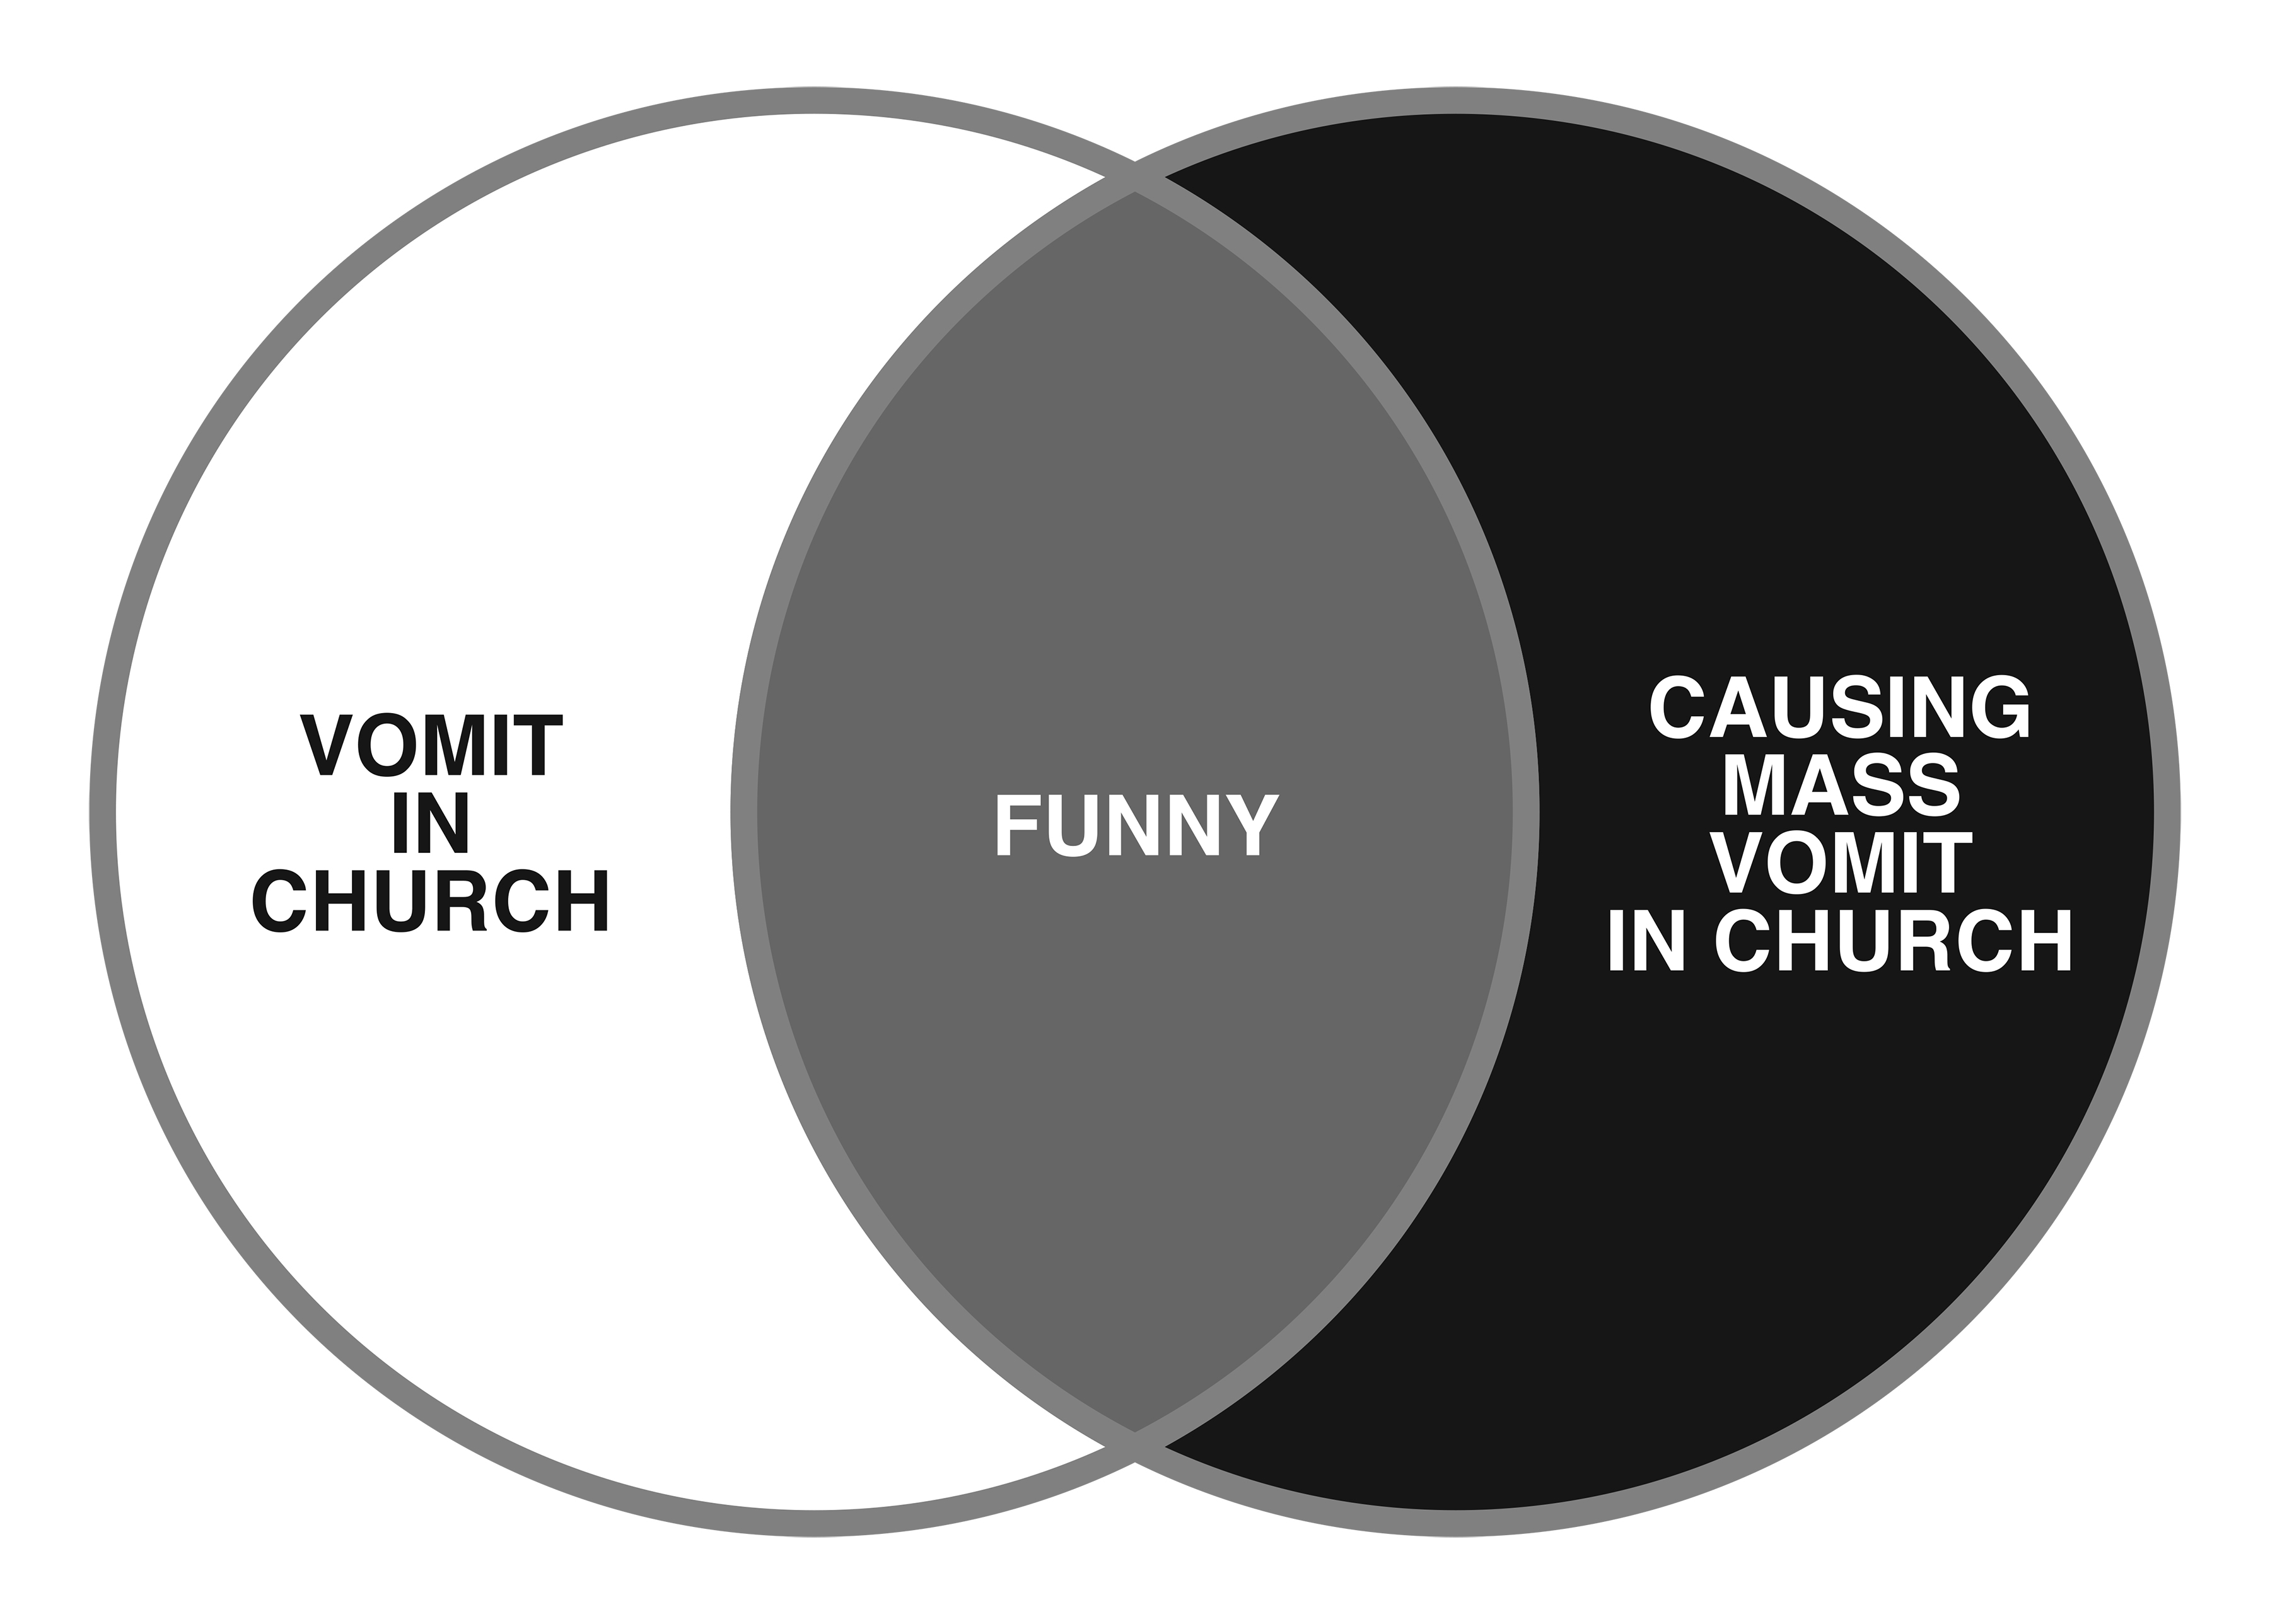 VOMIT
IN
CHURCH
FUNNY
CAUSING
MASS
VOMIT
IN CHURCH